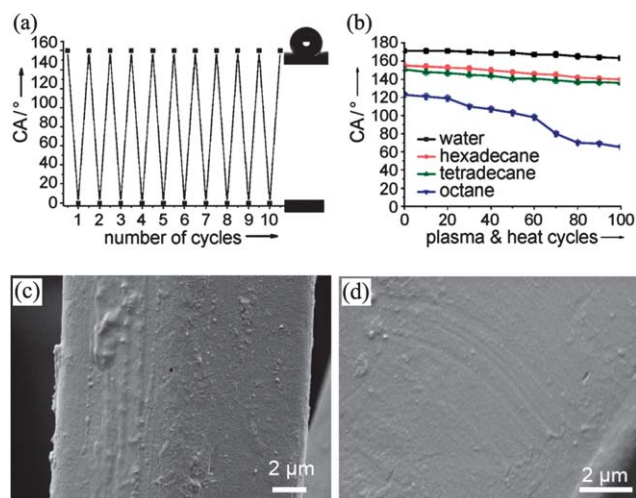 (a)
160
140
120
100
80
60
40
20
0
CA/°
1 2 3 4 5 6 7 8 9 10
number of cycles
(b)
180
160
140
120
100
80
60
40
20
0
CA/°
water
hexadecane
tetradecane
octane
0 20 40 60 80 100
plasma & heat cycles
(c)
2 μm
(d)
2 μm